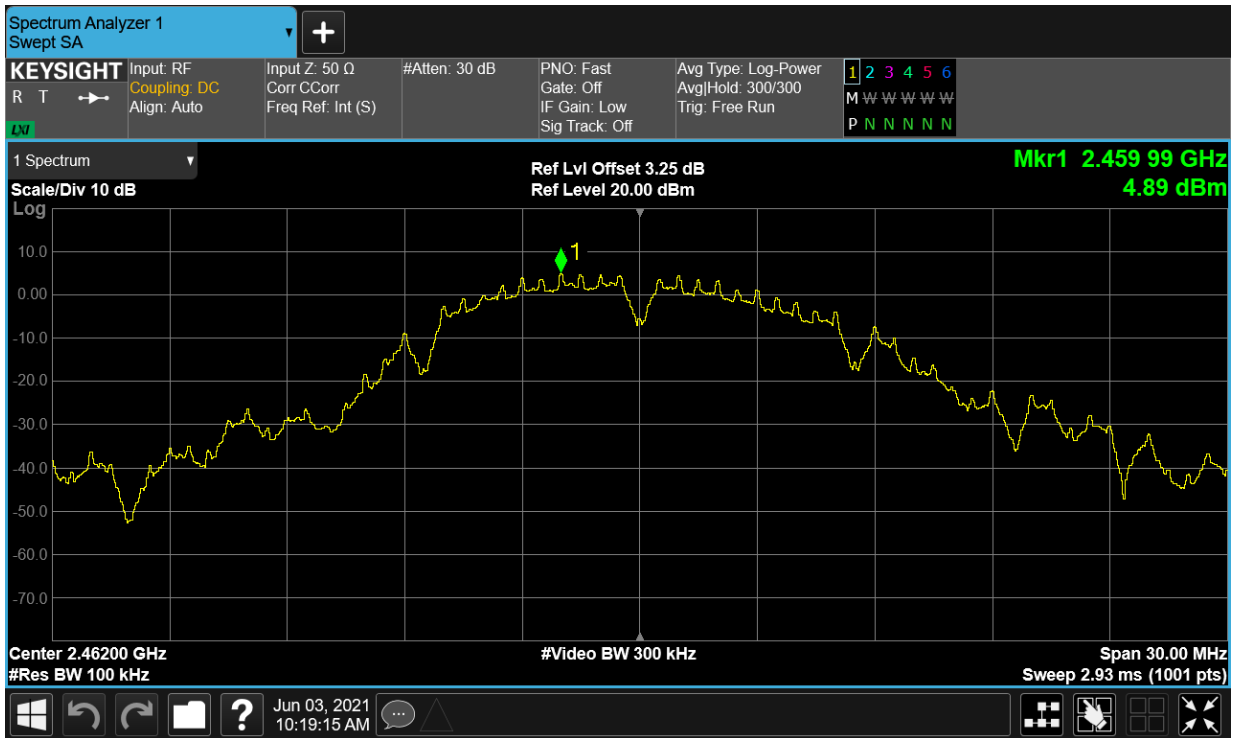 Spectrum Analyzer 1
Swept SA
KEYSIGHT
R T
LXI
Input: RF
Coupling: DC
Align: Auto
Input Z: 50 Ω
Corr CCorr
Freq Ref: Int (S)
#Atten: 30 dB
PNO: Fast
Gate: Off
IF Gain: Low
Sig Track: Off
Avg Type: Log-Power
Avg|Hold: 300/300
Trig: Free Run
1 2 3 4 5 6
M W W W W W
P N N N N N
1 Spectrum
Scale/Div 10 dB
Ref Lvl Offset 3.25 dB
Ref Level 20.00 dBm
Mkr1 2.459 99 GHz
4.89 dBm
Log
1
10.0
0.00
-10.0
-20.0
-30.0
-40.0
-50.0
-60.0
-70.0
Center 2.46200 GHz
#Res BW 100 kHz
#Video BW 300 kHz
Span 30.00 MHz
Sweep 2.93 ms (1001 pts)
?
Jun 03, 2021
10:19:15 AM